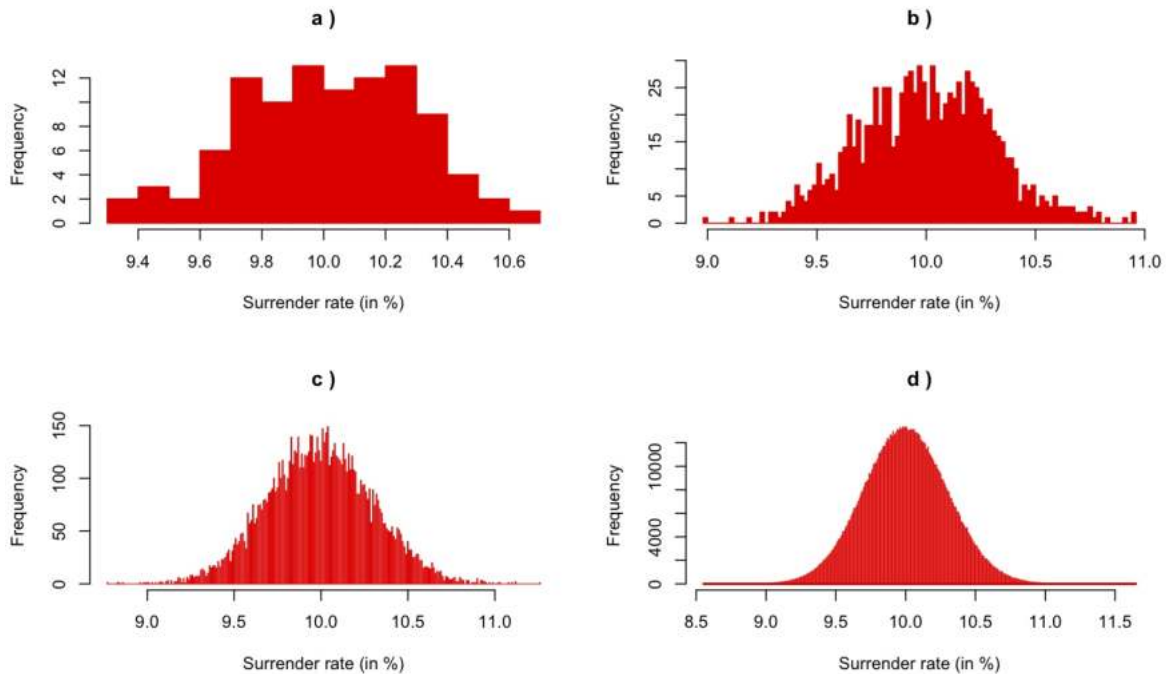 a )
Frequency
12
8
6
4
2
0
9.4 9.6 9.8 10.0 10.2 10.4 10.6
Surrender rate (in %)
b )
Frequency
25
15
5
0
9.0 9.5 10.0 10.5 11.0
Surrender rate (in %)
c )
Frequency
150
100
50
0
9.0 9.5 10.0 10.5 11.0
Surrender rate (in %)
d )
Frequency
10000
4000
0
8.5 9.0 9.5 10.0 10.5 11.0 11.5
Surrender rate (in %)